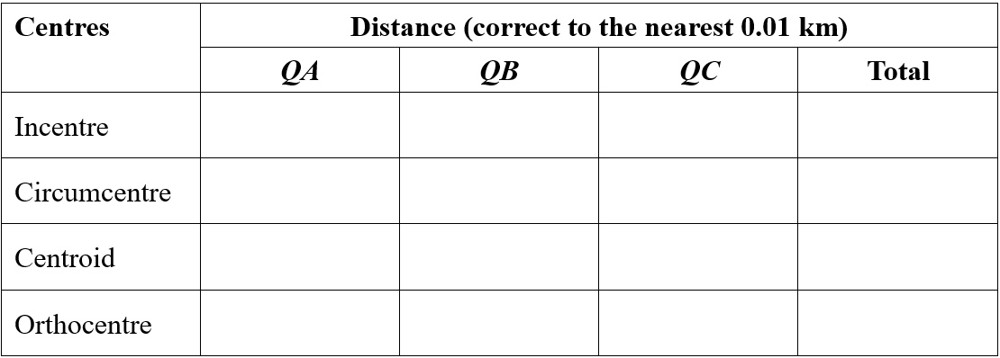 Centres
Distance (correct to the nearest 0.01 km)
QA QB QC Total
Incentre
Circumcentre
Centroid
Orthocentre